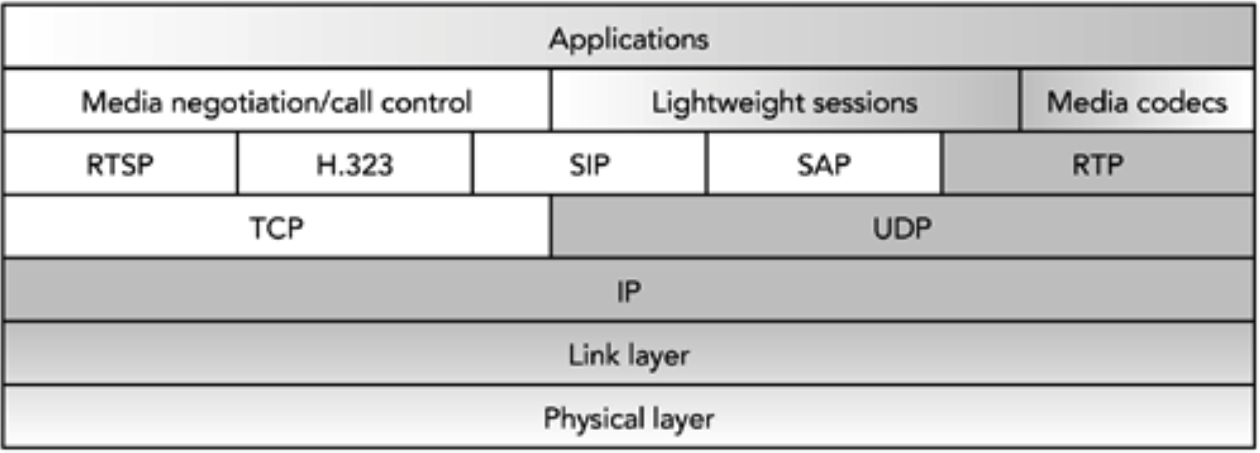 Applications
Media negotiation/call control Lightweight sessions Media codecs
RTSP H.323 SIP SAP RTP
TCP UDP
IP
Link layer
Physical layer